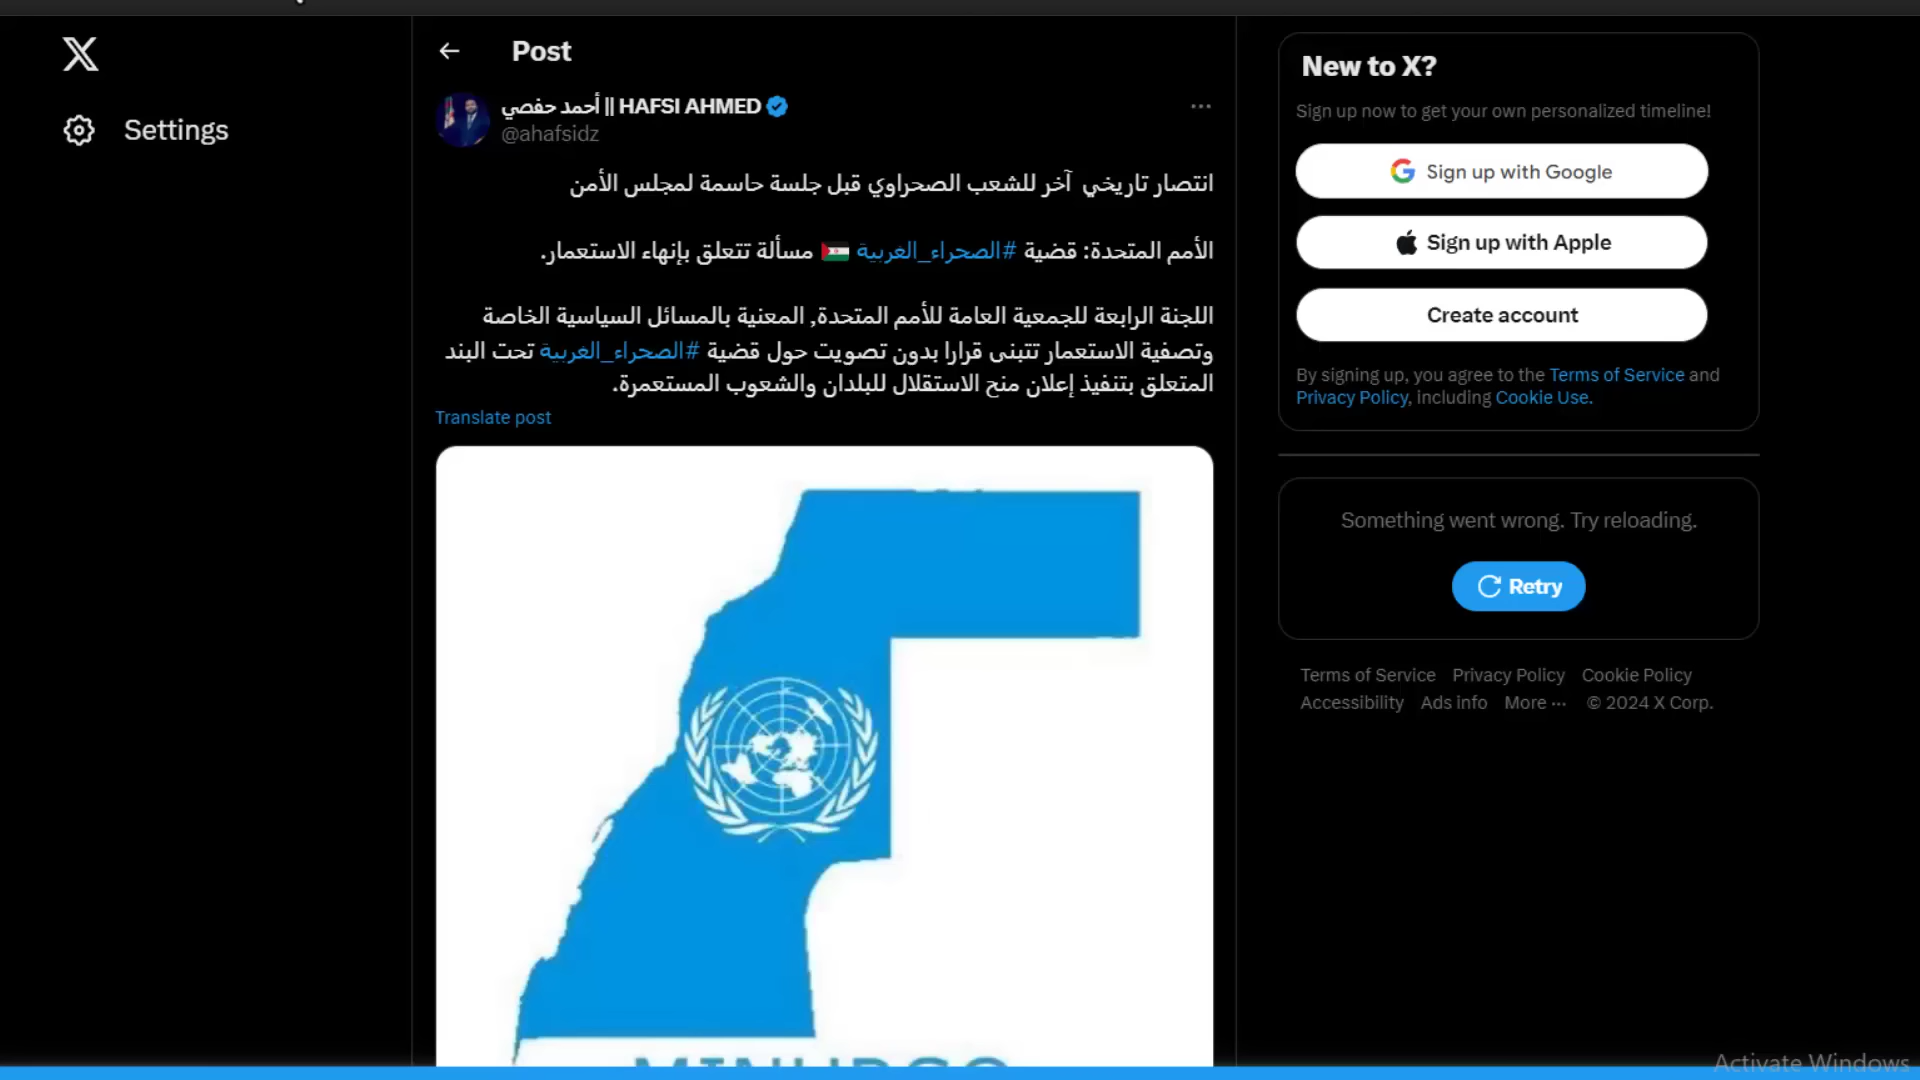 Settings
Post
أحمد حفصي || HAFSI AHMED
@ahafsidz
انتصار تاريخي آخر للشعب الصحراوي قبل جلسة حاسمة لمجلس الأمن
الأمم المتحدة: قضية #الصحراء_الغربية 🇪🇭 مسألة تتعلق بإنهاء الاستعمار.
اللجنة الرابعة للجمعية العامة للأمم المتحدة, المعنية بالمسائل السياسية الخاصة
وتصفية الاستعمار تتبنى قرارا بدون تصويت حول قضية #الصحراء_الغربية تحت البند
المتعلق بتنفيذ إعلان منح الاستقلال للبلدان والشعوب المستعمرة.
Translate post
MINURSO
New to X?
Sign up now to get your own personalized timeline!
Sign up with Google
Sign up with Apple
Create account
By signing up, you agree to the Terms of Service and
Privacy Policy, including Cookie Use.
Something went wrong. Try reloading.
Retry
Terms of Service Privacy Policy Cookie Policy
Accessibility Ads info More ··· © 2024 X Corp.
Activate Windows